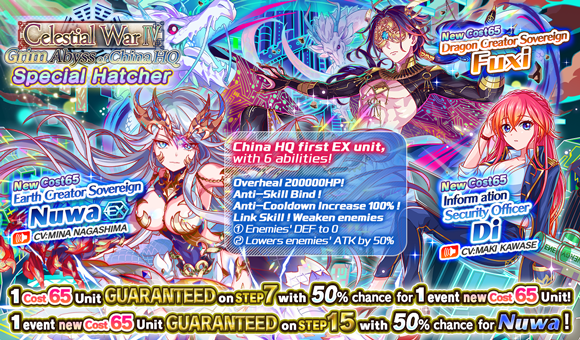 Celestial War IV
Grim Abyss of China HQ
Special Hatcher
New Cost65
Dragon Creator Sovereign
Fuxi
China HQ first EX unit,
with 6 abilities!
Overheal 200000HP!
Anti-Skill Bind !
Anti-Cooldown Increase 100% !
Link Skill ! Weaken enemies
① Enemies' DEF to 0
② Lowers enemies' ATK by 50%
New Cost65
Earth Creator Sovereign
Nuwa EX
CV:MINA NAGASHIMA
New Cost65
Information
Security Officer
Di
CV:MAKI KAWASE
1 Cost 65 Unit GUARANTEED on STEP7 with 50% chance for 1 event new Cost 65 Unit!
1 event new Cost 65 Unit GUARANTEED on STEP15 with 50% chance for Nuwa !